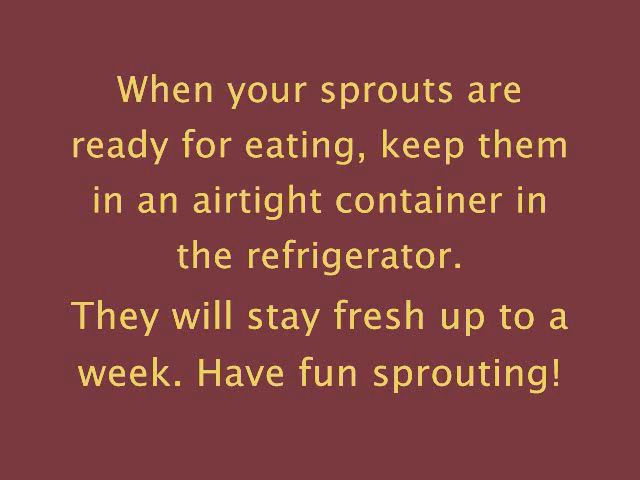 When your sprouts are
ready for eating, keep them
in an airtight container in
the refrigerator.
They will stay fresh up to a
week. Have fun sprouting!